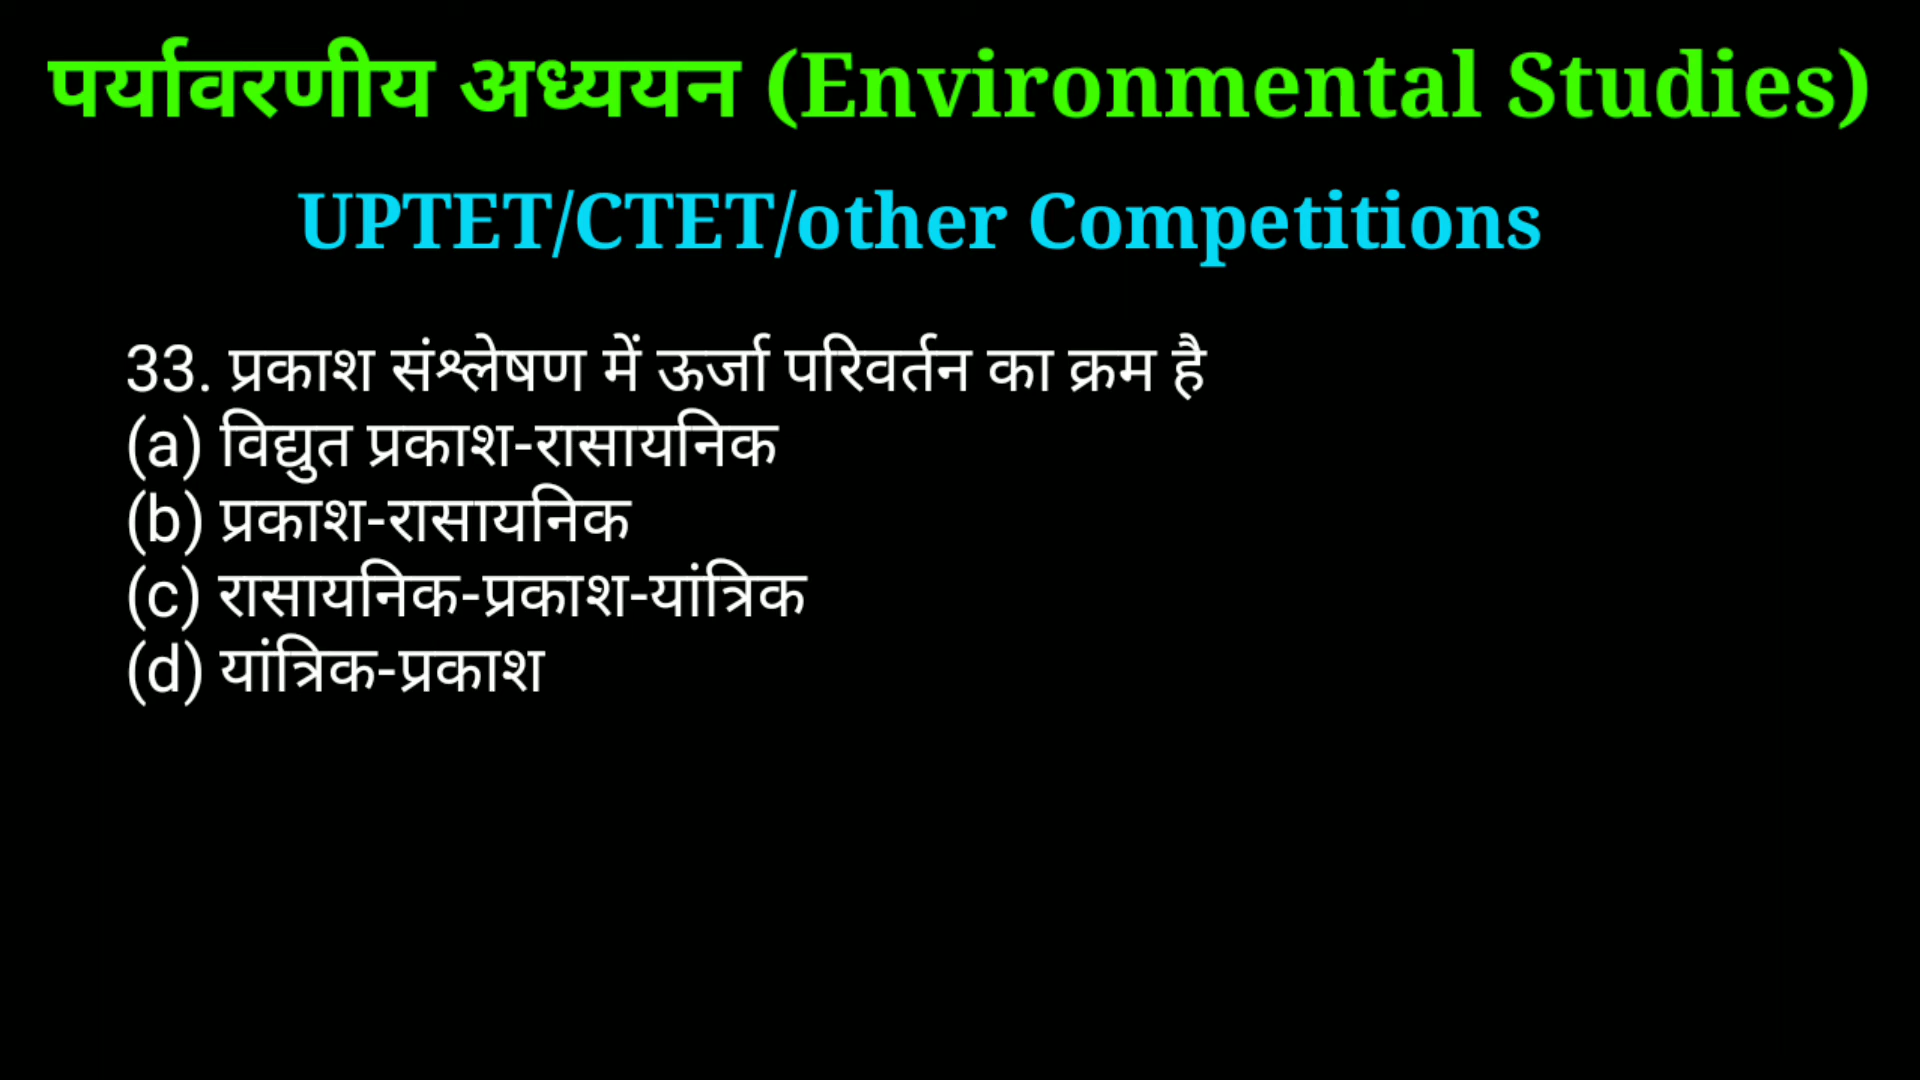 पर्यावरणीय अध्ययन (Environmental Studies)
UPTET/CTET/other Competitions
33. प्रकाश संश्लेषण में ऊर्जा परिवर्तन का क्रम है
(a) विद्युत प्रकाश-रासायनिक
(b) प्रकाश-रासायनिक
(c) रासायनिक-प्रकाश-यांत्रिक
(d) यांत्रिक-प्रकाश